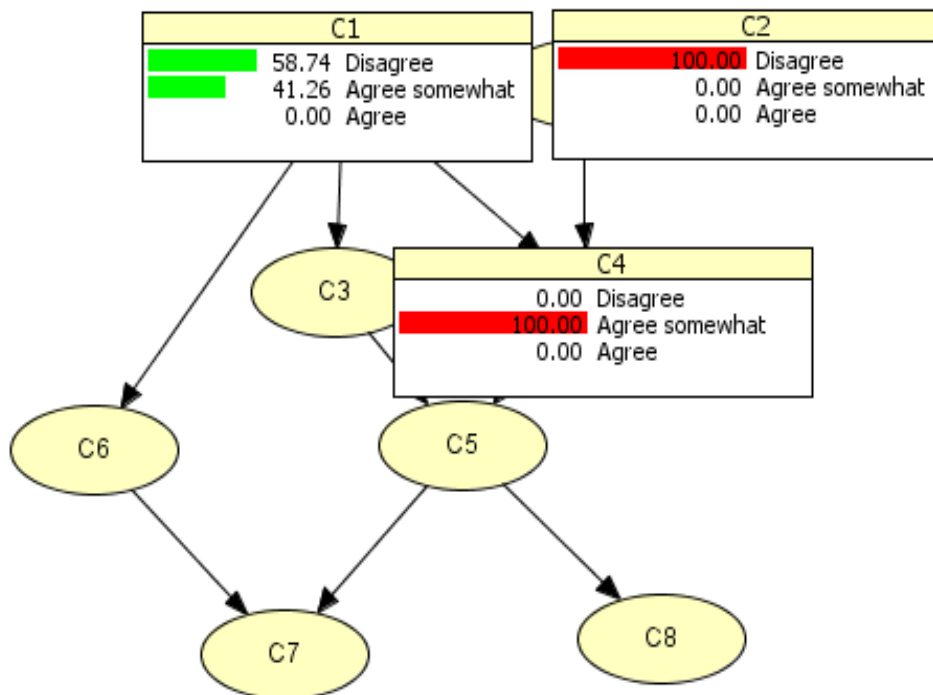 C1
58.74 Disagree
41.26 Agree somewhat
0.00 Agree
C2
100.00 Disagree
0.00 Agree somewhat
0.00 Agree
C3
C4
0.00 Disagree
100.00 Agree somewhat
0.00 Agree
C6
C5
C7
C8